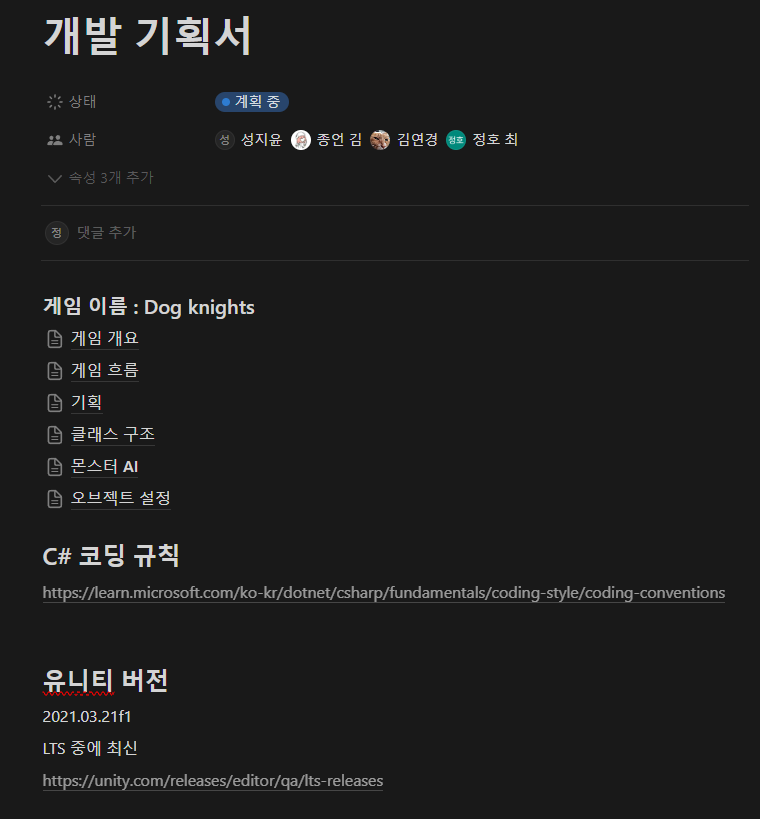 개발 기획서
상태 계획 중
사람 성 성지윤 종언 김 김연경 정호 정호 최
속성 3개 추가
정 댓글 추가
게임 이름 : Dog knights
게임 개요
게임 흐름
기획
클래스 구조
몬스터 AI
오브젝트 설정
C# 코딩 규칙
https://learn.microsoft.com/ko-kr/dotnet/csharp/fundamentals/coding-style/coding-conventions
유니티 버전
2021.03.21f1
LTS 중에 최신
https://unity.com/releases/editor/qa/lts-releases